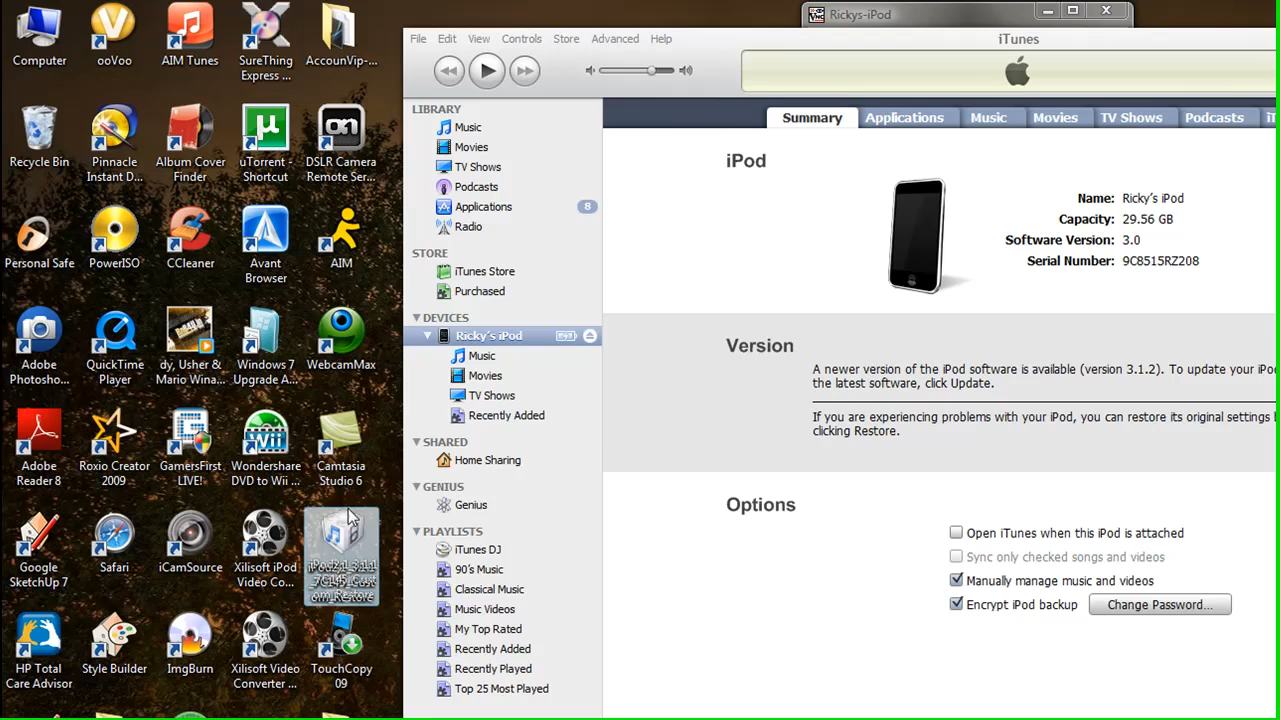 Computer
ooVoo
AIM Tunes
SureThing
Express ...
AccounVip-...
Recycle Bin
Pinnacle
Instant D...
Album Cover
Finder
uTorrent -
Shortcut
DSLR Camera
Remote Ser...
Personal Safe
PowerISO
CCleaner
Avant
Browser
AIM
Adobe
Photosho...
QuickTime
Player
dy, Usher &
Mario Wina...
Windows 7
Upgrade A...
WebcamMax
Adobe
Reader 8
Roxio Creator
2009
GamersFirst
LIVE!
Wondershare
DVD to Wii ...
Camtasia
Studio 6
Google
SketchUp 7
Safari
iCamSource
Xilisoft iPod
Video Co...
HP Total
Care Advisor
Style Builder
ImgBurn
Xilisoft Video
Converter ...
TouchCopy
09
Rickys-iPod
iTunes
File Edit View Controls Store Advanced Help
LIBRARY
Music
Movies
TV Shows
Podcasts
Applications 8
Radio
STORE
iTunes Store
Purchased
DEVICES
Ricky's iPod
Music
Movies
TV Shows
Recently Added
SHARED
Home Sharing
GENIUS
Genius
PLAYLISTS
iTunes DJ
90's Music
Classical Music
Music Videos
My Top Rated
Recently Added
Recently Played
Top 25 Most Played
Summary Applications Music Movies TV Shows Podcasts iT
iPod
Name: Ricky's iPod
Capacity: 29.56 GB
Software Version: 3.0
Serial Number: 9C8515RZ208
Version
A newer version of the iPod software is available (version 3.1.2). To update your iPod
the latest software, click Update.
If you are experiencing problems with your iPod, you can restore its original settings b
clicking Restore.
Options
Open iTunes when this iPod is attached
Sync only checked songs and videos
Manually manage music and videos
Encrypt iPod backup Change Password...